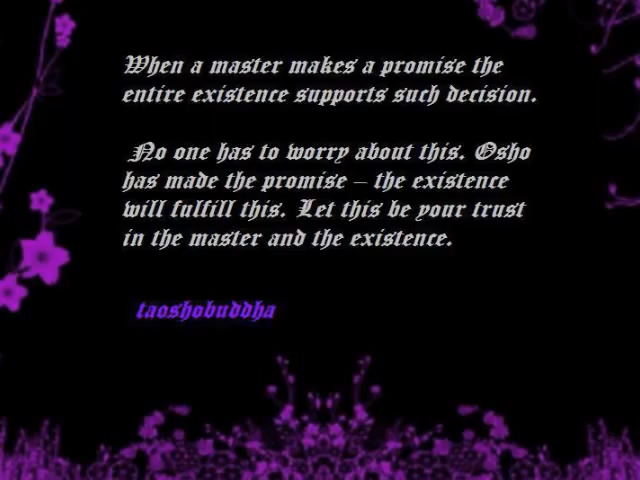 When a master makes a promise the
entire existence supports such decision.
No one has to worry about this. Osho
has made the promise – the existence
will fulfill this. Let this be your trust
in the master and the existence.
taoshobuddha